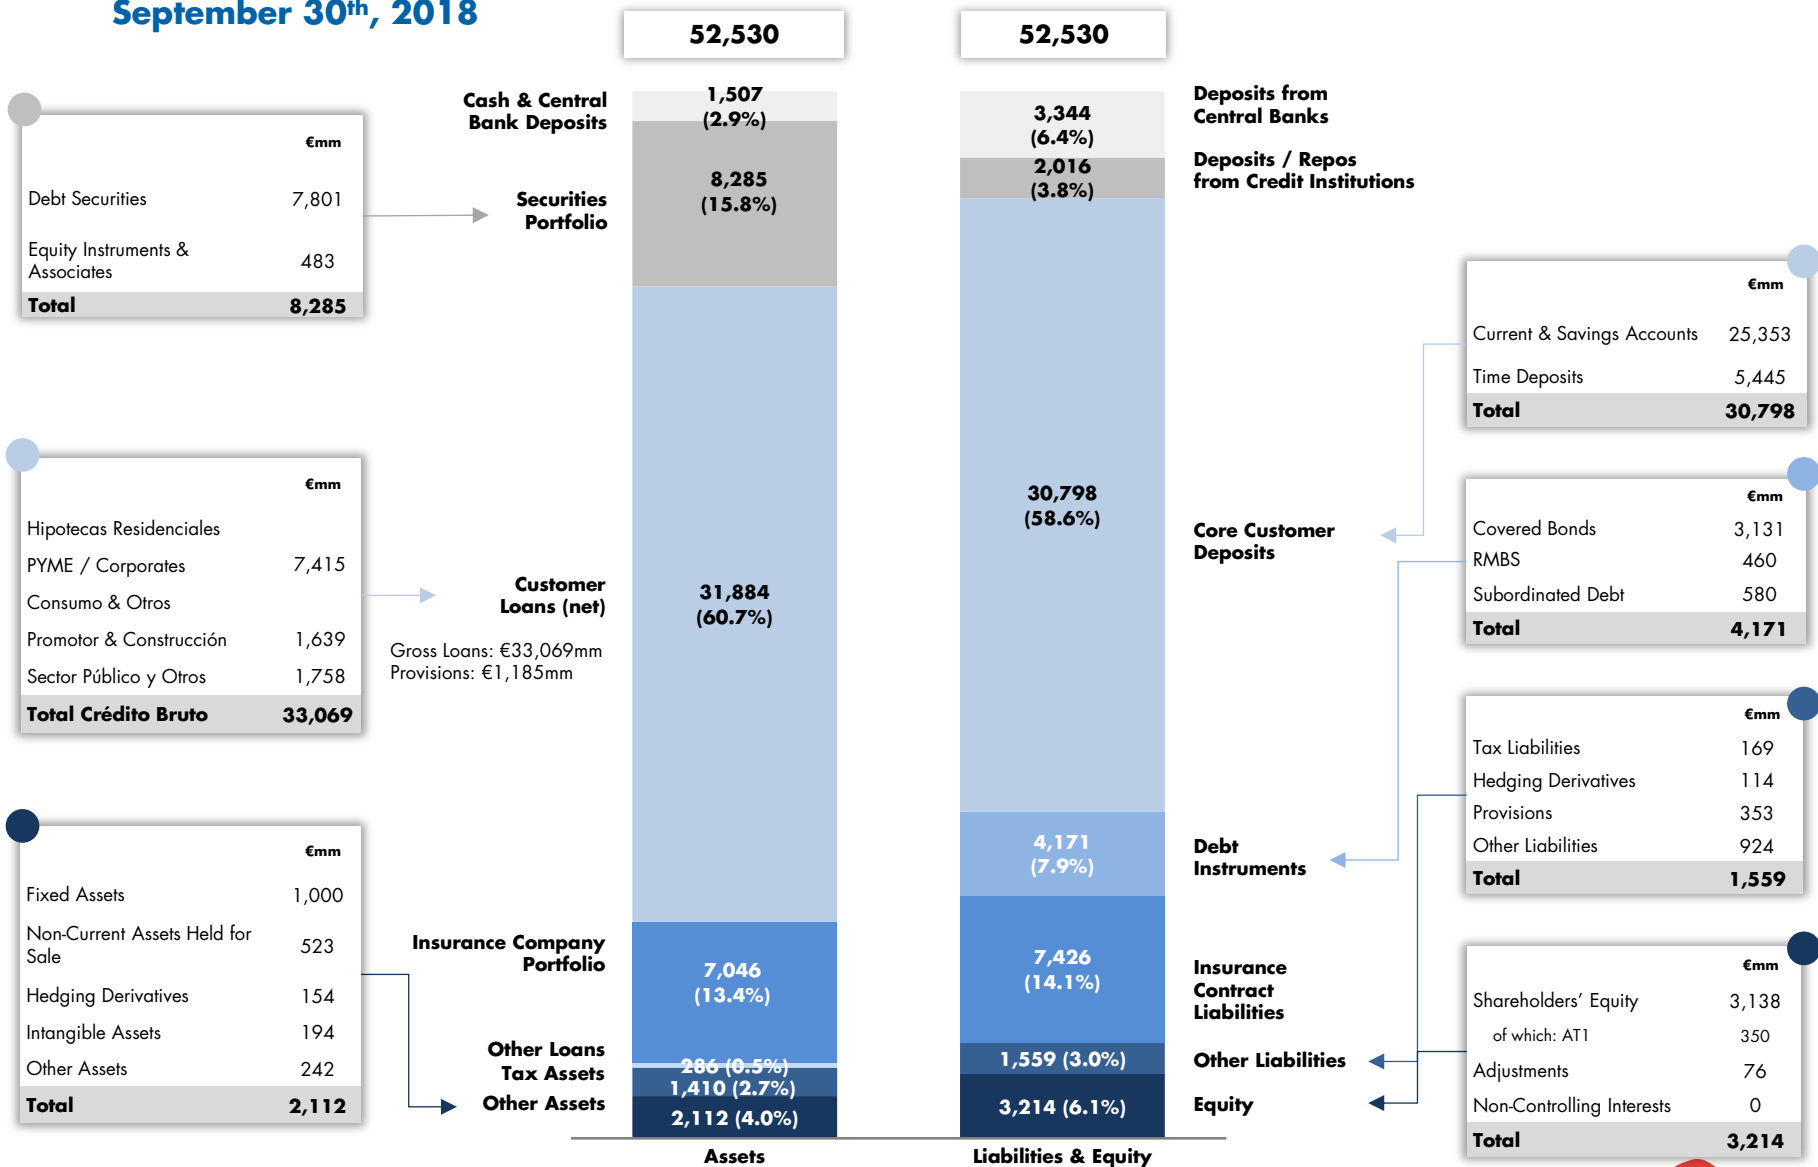 September 30th, 2018
52,530
52,530
€mm
Debt Securities 7,801
Equity Instruments &
Associates 483
Total 8,285
€mm
Hipotecas Residenciales
PYME / Corporates 7,415
Consumo & Otros
Promotor & Construcción 1,639
Sector Público y Otros 1,758
Total Crédito Bruto 33,069
€mm
Fixed Assets 1,000
Non-Current Assets Held for
Sale 523
Hedging Derivatives 154
Intangible Assets 194
Other Assets 242
Total 2,112
Cash & Central
Bank Deposits
Securities
Portfolio
Customer
Loans (net)
Gross Loans: €33,069mm
Provisions: €1,185mm
Insurance Company
Portfolio
Other Loans
Tax Assets
Other Assets
1,507
(2.9%)
8,285
(15.8%)
31,884
(60.7%)
7,046
(13.4%)
286 (0.5%)
1,410 (2.7%)
2,112 (4.0%)
Assets
3,344
(6.4%)
2,016
(3.8%)
30,798
(58.6%)
4,171
(7.9%)
7,426
(14.1%)
1,559 (3.0%)
3,214 (6.1%)
Liabilities & Equity
Deposits from
Central Banks
Deposits / Repos
from Credit Institutions
Core Customer
Deposits
Debt
Instruments
Insurance
Contract
Liabilities
Other Liabilities
Equity
€mm
Current & Savings Accounts 25,353
Time Deposits 5,445
Total 30,798
€mm
Covered Bonds 3,131
RMBS 460
Subordinated Debt 580
Total 4,171
€mm
Tax Liabilities 169
Hedging Derivatives 114
Provisions 353
Other Liabilities 924
Total 1,559
€mm
Shareholders’ Equity 3,138
of which: AT1 350
Adjustments 76
Non-Controlling Interests 0
Total 3,214